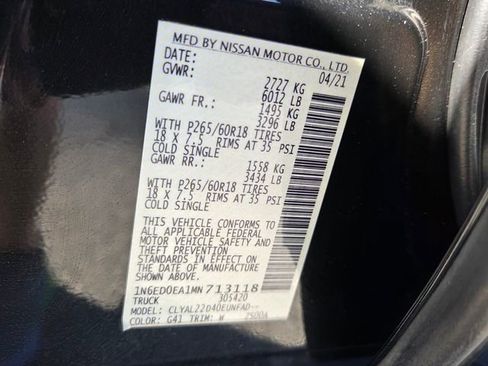 MFD BY NISSAN MOTOR CO., LTD.
DATE: 04/21
GVWR: 2727 KG
6012 LB
GAWR FR.: 1495 KG
3296 LB
WITH P265/60R18 TIRES
18 X 7.5 RIMS AT 35 PSI
COLD SINGLE
GAWR RR.: 1558 KG
3434 LB
WITH P265/60R18 TIRES
18 X 7.5 RIMS AT 35 PSI
COLD SINGLE
THIS VEHICLE CONFORMS TO
ALL APPLICABLE FEDERAL
MOTOR VEHICLE SAFETY AND
THEFT PREVENTION
STANDARDS IN EFFECT ON
THE DATE OF MANUFACTURE
SHOWN ABOVE.
1N6ED0EA1MN713118
TRUCK 305420
MODEL: CLYAL22D40EUNFAD--
COLOR: G41 TRIM: W